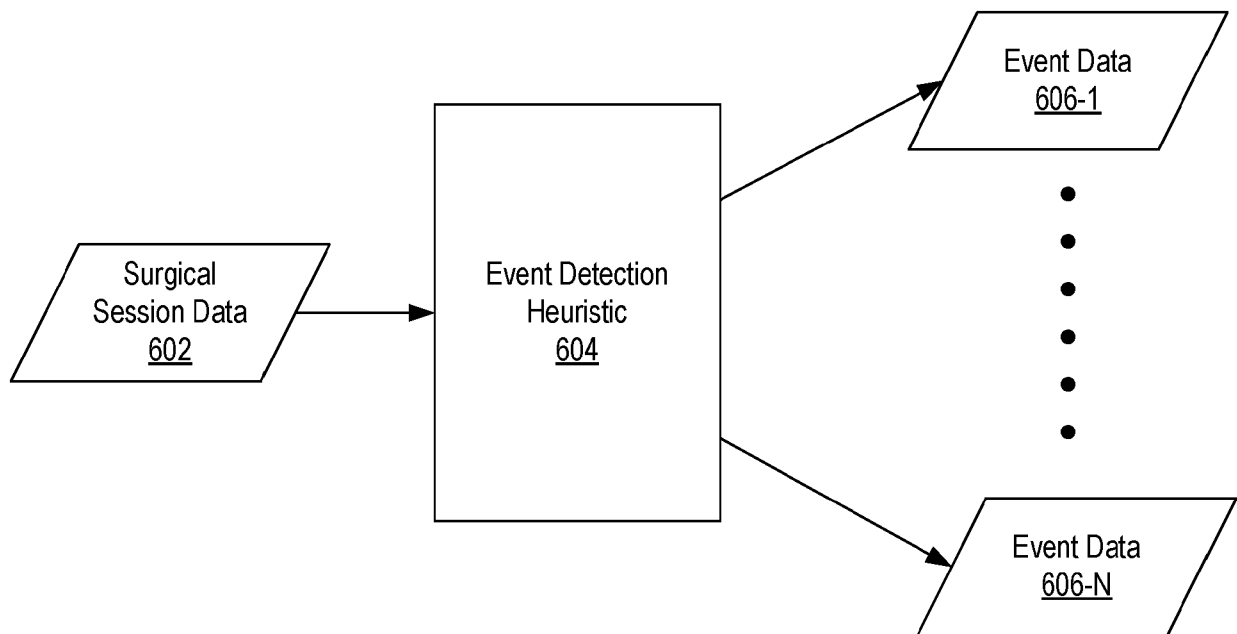 Surgical
Session Data
602
Event Detection
Heuristic
604
Event Data
606-1
Event Data
606-N